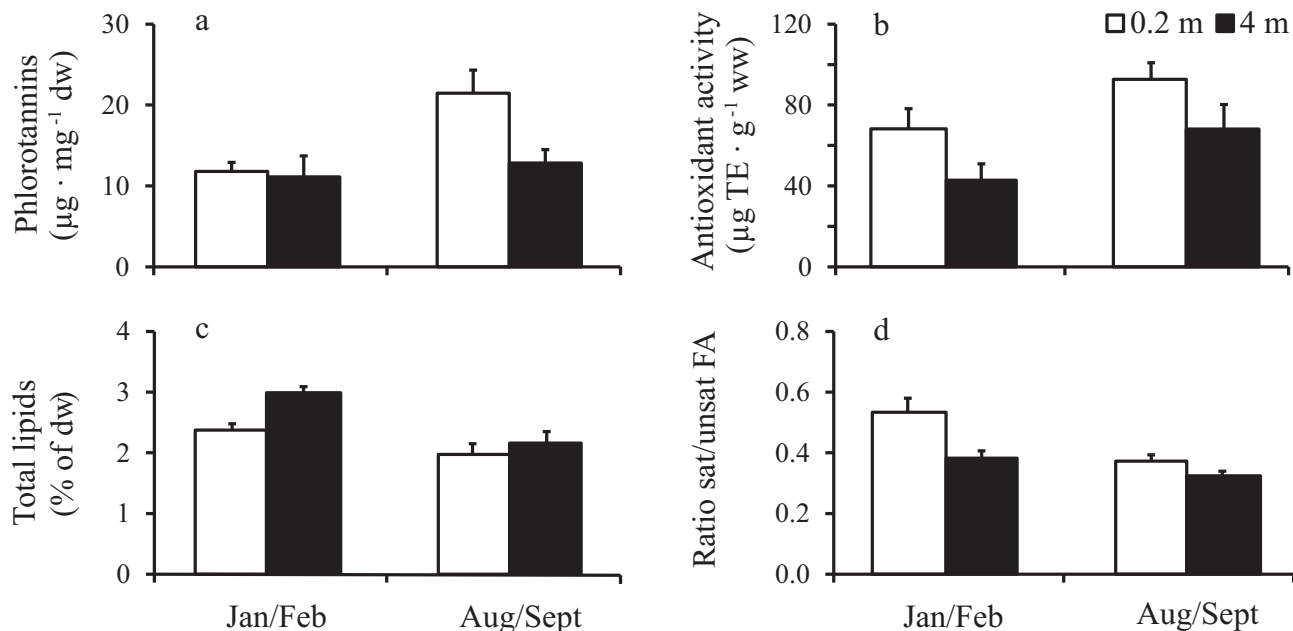 a
30
20
10
0
Phlorotannins
(µg · mg⁻¹ dw)
b
0.2 m 4 m
120
80
40
0
Antioxidant activity
(µg TE · g⁻¹ ww)
c
4
3
2
1
0
Total lipids
(% of dw)
Jan/Feb Aug/Sept
d
0.8
0.6
0.4
0.2
0.0
Ratio sat/unsat FA
Jan/Feb Aug/Sept